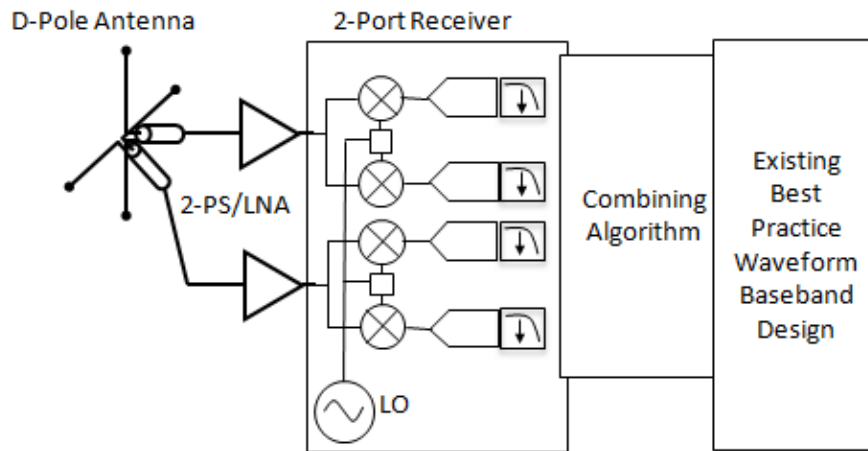 D-Pole Antenna
2-Port Receiver
2-PS/LNA
LO
Combining
Algorithm
Existing
Best
Practice
Waveform
Baseband
Design